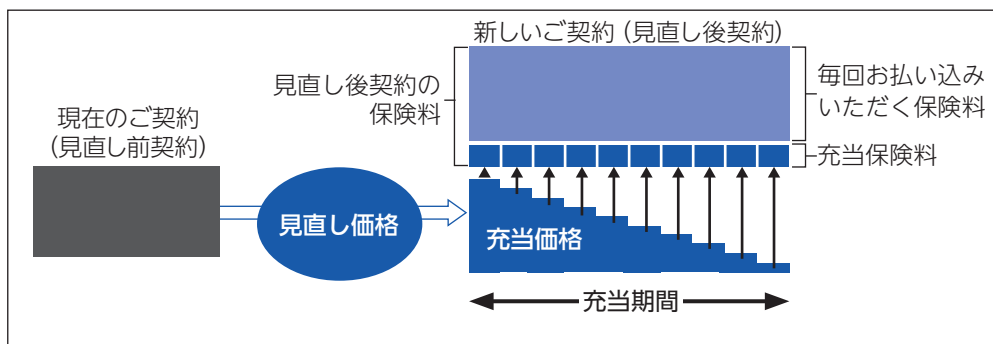 現在のご契約
(見直し前契約)
見直し価格
新しいご契約(見直し後契約)
見直し後契約の
保険料
毎回お払い込み
いただく保険料
充当保険料
充当価格
充当期間